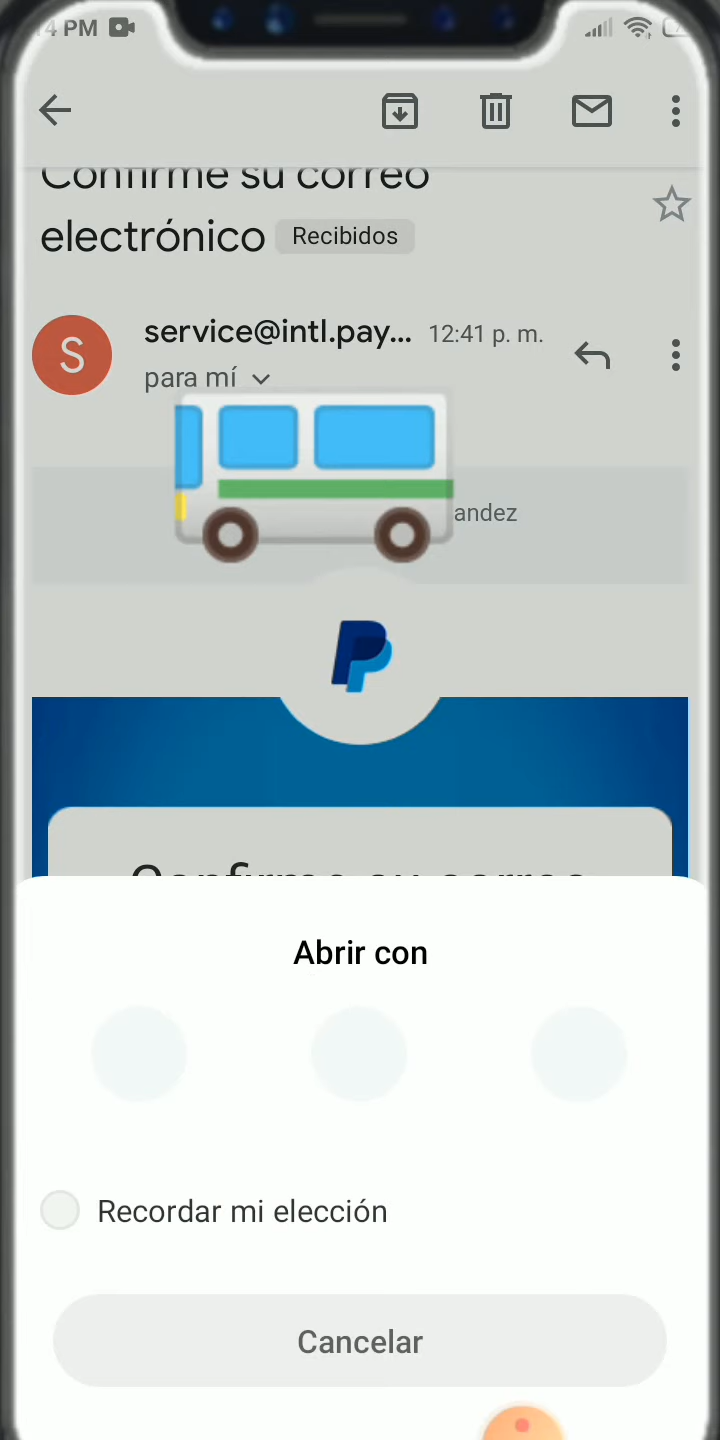 4 PM
Confirme su correo
electrónico Recibidos
S service@intl.pay... 12:41 p. m.
para mí
andez
Confirme su correo
Abrir con
Recordar mi elección
Cancelar